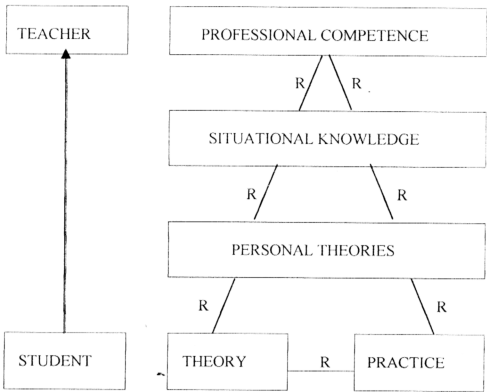 TEACHER
PROFESSIONAL COMPETENCE
R R
SITUATIONAL KNOWLEDGE
R R
PERSONAL THEORIES
R R
STUDENT
THEORY
R
PRACTICE